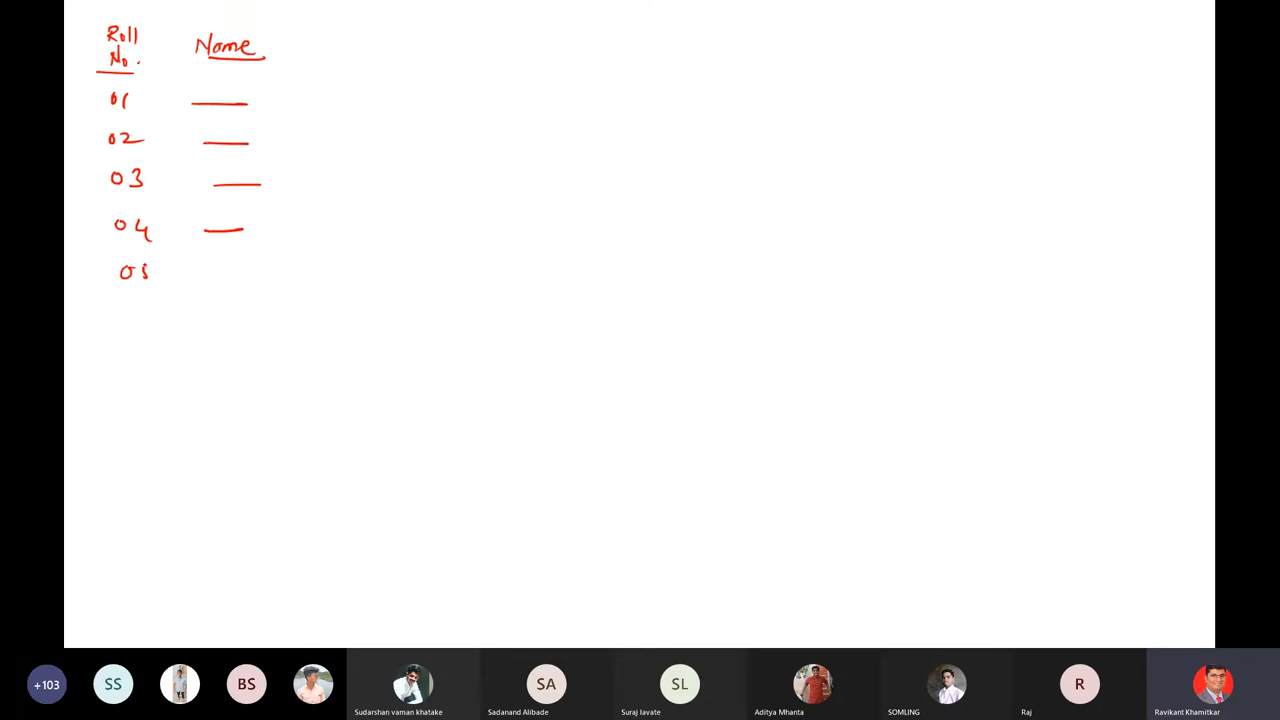 Roll
No.
Name
01
02
03
04
05
+103
SS
BS
SA
SL
R
Sudarshan vaman khatake
Sadanand Alibade
Suraj lavate
Aditya Mhanta
SOMLING
Raj
Ravikant Khamitkar